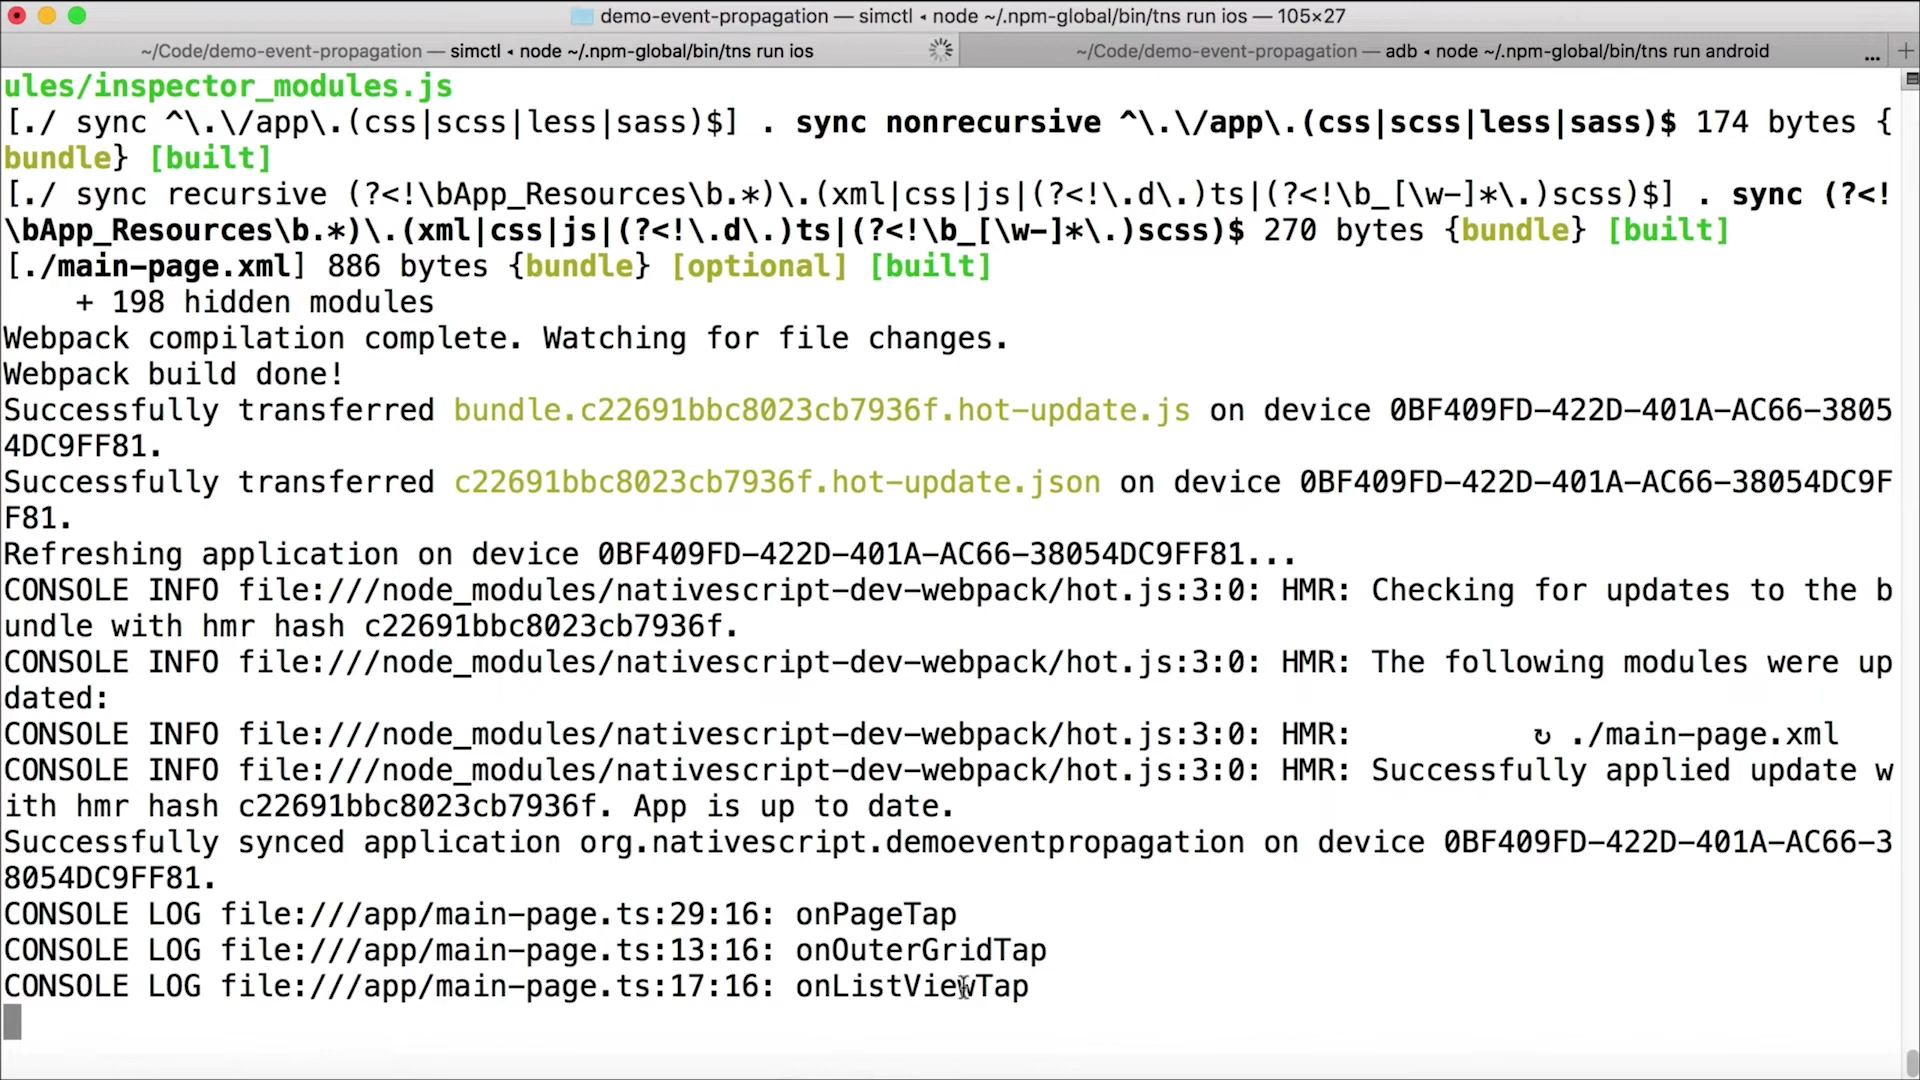 demo-event-propagation — simctl ◂ node ~/.npm-global/bin/tns run ios — 105×27
~/Code/demo-event-propagation — simctl ◂ node ~/.npm-global/bin/tns run ios
~/Code/demo-event-propagation — adb ◂ node ~/.npm-global/bin/tns run android ...
ules/inspector_modules.js
[./ sync ^\.\/app\.(css|scss|less|sass)$] . sync nonrecursive ^\.\/app\.(css|scss|less|sass)$ 174 bytes {
bundle} [built]
[./ sync recursive (?<!\bApp_Resources\b.*)\.(xml|css|js|(?<!\.d\.)ts|(?<!\b_[\w-]*\.)scss)$] . sync (?<!
\bApp_Resources\b.*)\.(xml|css|js|(?<!\.d\.)ts|(?<!\b_[\w-]*\.)scss)$ 270 bytes {bundle} [built]
[./main-page.xml] 886 bytes {bundle} [optional] [built]
    + 198 hidden modules
Webpack compilation complete. Watching for file changes.
Webpack build done!
Successfully transferred bundle.c22691bbc8023cb7936f.hot-update.js on device 0BF409FD-422D-401A-AC66-3805
4DC9FF81.
Successfully transferred c22691bbc8023cb7936f.hot-update.json on device 0BF409FD-422D-401A-AC66-38054DC9F
F81.
Refreshing application on device 0BF409FD-422D-401A-AC66-38054DC9FF81...
CONSOLE INFO file:///node_modules/nativescript-dev-webpack/hot.js:3:0: HMR: Checking for updates to the b
undle with hmr hash c22691bbc8023cb7936f.
CONSOLE INFO file:///node_modules/nativescript-dev-webpack/hot.js:3:0: HMR: The following modules were up
dated:
CONSOLE INFO file:///node_modules/nativescript-dev-webpack/hot.js:3:0: HMR:          ↻ ./main-page.xml
CONSOLE INFO file:///node_modules/nativescript-dev-webpack/hot.js:3:0: HMR: Successfully applied update w
ith hmr hash c22691bbc8023cb7936f. App is up to date.
Successfully synced application org.nativescript.demoeventpropagation on device 0BF409FD-422D-401A-AC66-3
8054DC9FF81.
CONSOLE LOG file:///app/main-page.ts:29:16: onPageTap
CONSOLE LOG file:///app/main-page.ts:13:16: onOuterGridTap
CONSOLE LOG file:///app/main-page.ts:17:16: onListViewTap